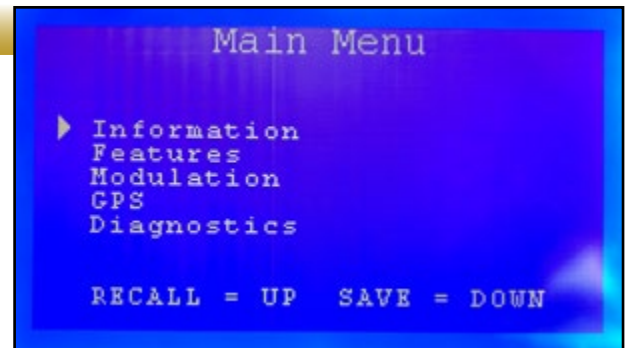 Main Menu
Information
Features
Modulation
GPS
Diagnostics
RECALL = UP SAVE = DOWN